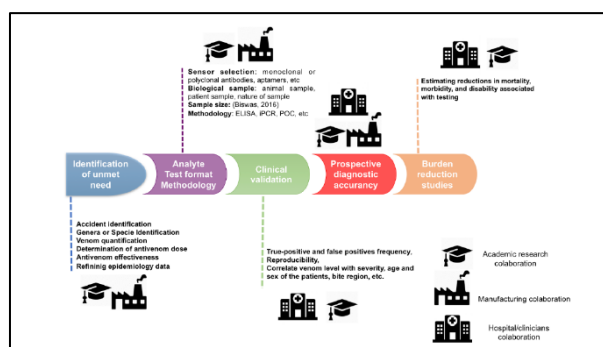 Sensor selection: monoclonal or
polyclonal antibodies, aptamers, etc
Biological sample: animal sample,
patient sample, nature of sample
Sample size: (Biswas, 2016)
Methodology: ELISA, iPCR, POC, etc
Estimating reductions in mortality,
morbidity, and disability associated
with testing
Identification
of unmet
need
Analyte
Test format
Methodology
Clinical
validation
Prospective
diagnostic
accurancy
Burden
reduction
studies
Accident identification
Genera or Specie Identification
Venom quantification
Determination of antivenom dose
Antivenom effectiveness
Refininig epidemiology data
True-positive and false positives frequency,
Reproducibility,
Correlate venom level with severity, age and
sex of the patients, bite region, etc.
Academic research
colaboration
Manufacturing colaboration
Hospital/clinicians
colaboration